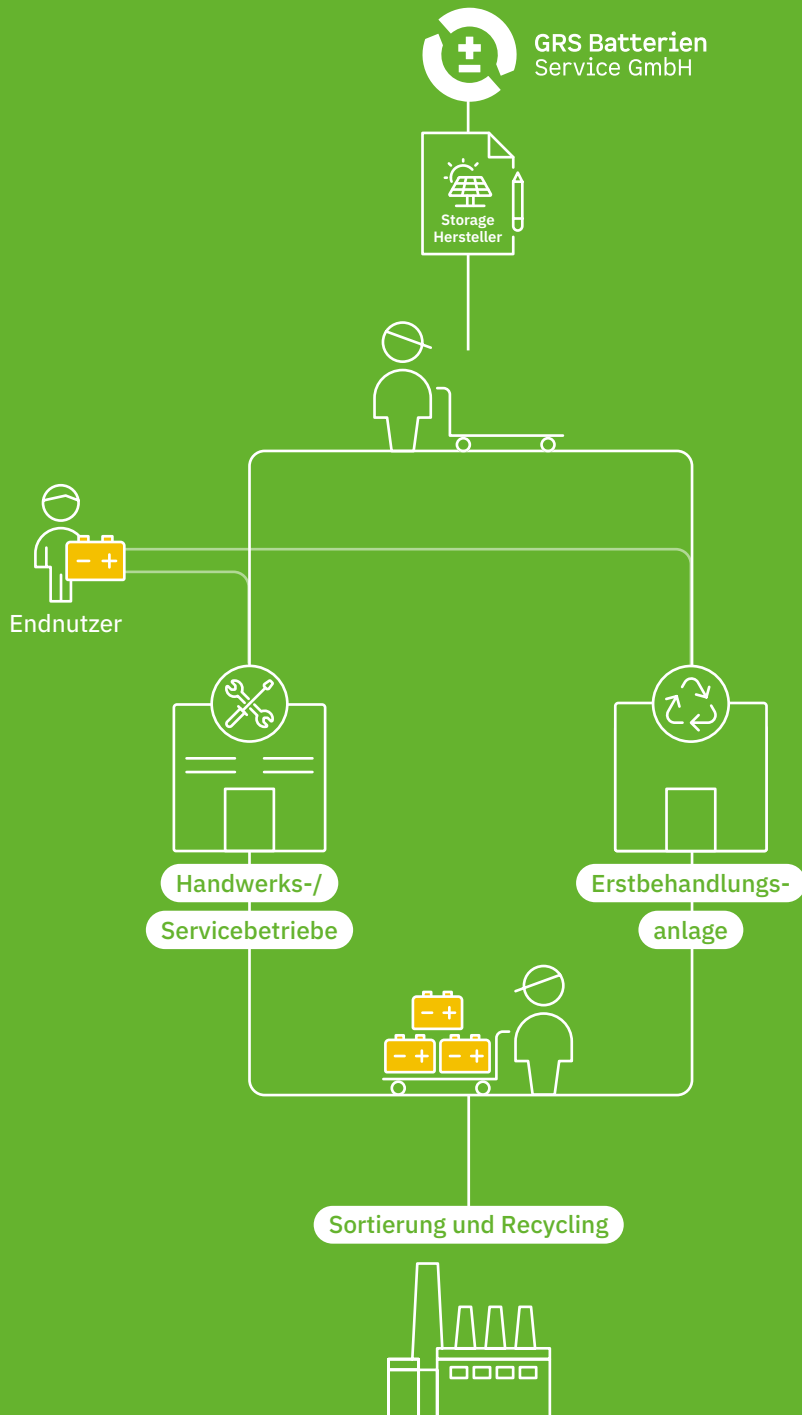 GRS Batterien
Service GmbH
Storage
Hersteller
Endnutzer
Handwerks-/
Servicebetriebe
Erstbehandlungs-
anlage
Sortierung und Recycling